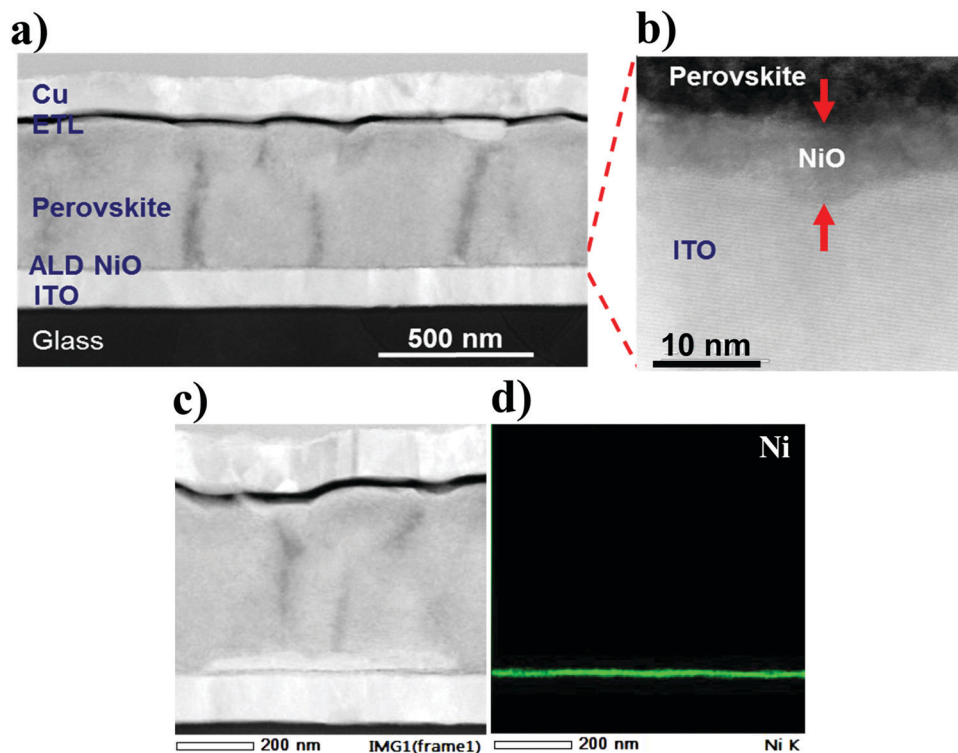 a)
Cu
ETL
Perovskite
ALD NiO
ITO
Glass
500 nm
b)
Perovskite
NiO
ITO
10 nm
c)
200 nm
IMG1(frame1)
d)
Ni
200 nm
Ni K